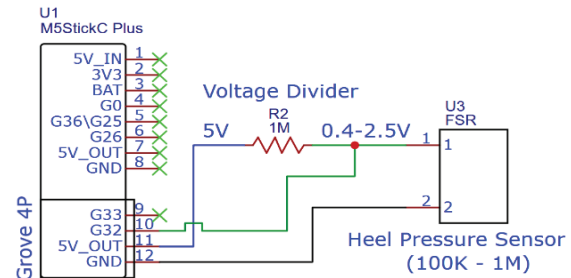 U1
M5StickC Plus
5V_IN 1
3V3 2
BAT 3
G0 4
G36\G25 5
G26 6
5V_OUT 7
GND 8
Grove 4P
G33 9
G32 10
5V_OUT 11
GND 12
Voltage Divider
R2
1M
5V
0.4-2.5V
U3
FSR
1 1
2 2
Heel Pressure Sensor
(100K - 1M)